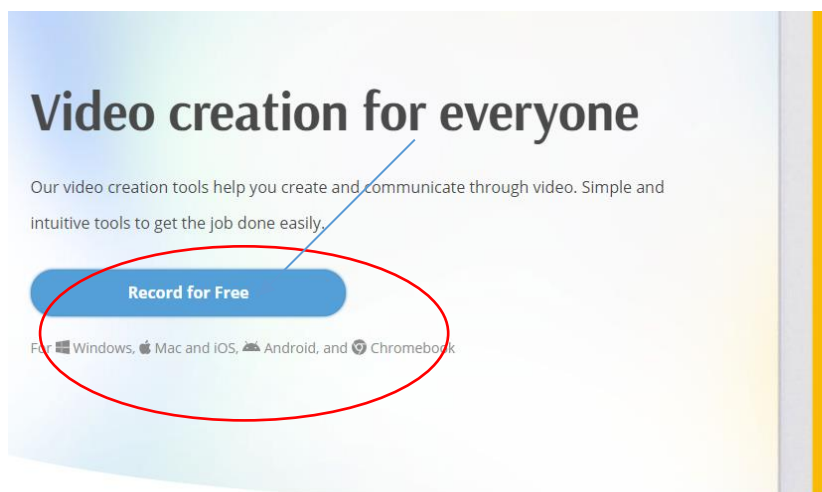 Video creation for everyone
Our video creation tools help you create and communicate through video. Simple and
intuitive tools to get the job done easily.
Record for Free
For Windows, Mac and iOS, Android, and Chromebook